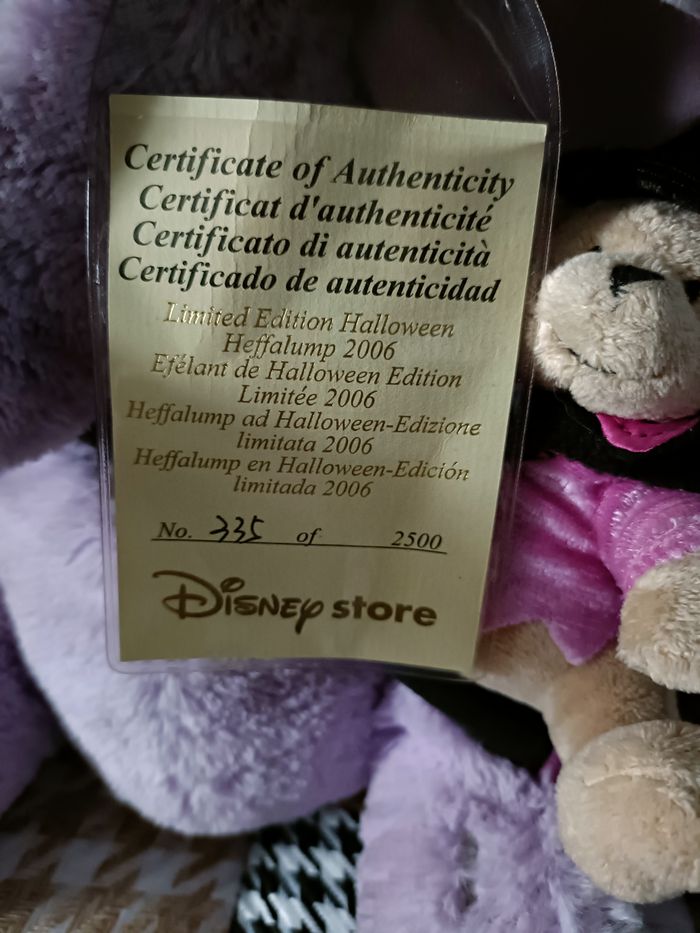 Certificate of Authenticity
Certificat d'authenticité
Certificato di autenticità
Certificado de autenticidad
Limited Edition Halloween
Heffalump 2006
Efélant de Halloween Edition
Limitée 2006
Heffalump ad Halloween-Edizione
limitata 2006
Heffalump en Halloween-Edición
limitada 2006
No. 335 of 2500
Disney store